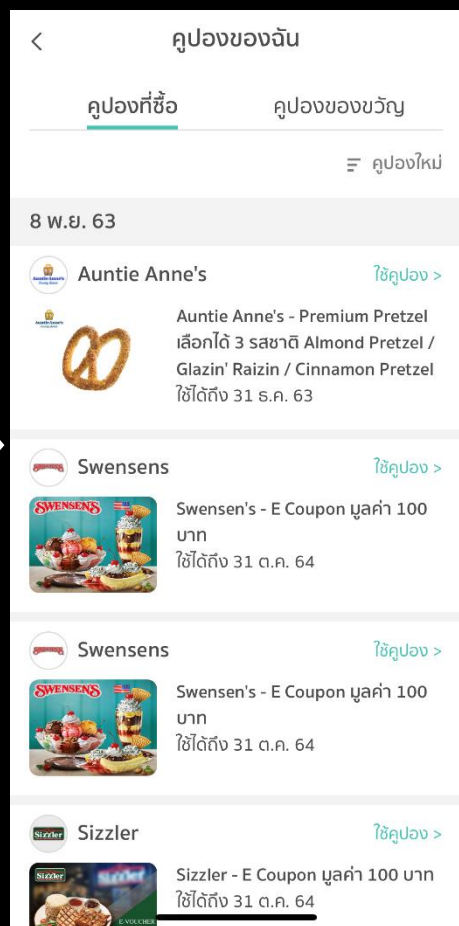 คูปองของฉัน
คูปองที่ซื้อ
คูปองของขวัญ
คูปองใหม่
8 พ.ย. 63
Auntie Anne's
ใช้คูปอง >
Auntie Anne's - Premium Pretzel
เลือกได้ 3 รสชาติ Almond Pretzel /
Glazin' Raizin / Cinnamon Pretzel
ใช้ได้ถึง 31 ธ.ค. 63
Swensens
ใช้คูปอง >
SWENSEN'S
Swensen's - E Coupon มูลค่า 100
บาท
ใช้ได้ถึง 31 ต.ค. 64
Swensens
ใช้คูปอง >
SWENSEN'S
Swensen's - E Coupon มูลค่า 100
บาท
ใช้ได้ถึง 31 ต.ค. 64
Sizzler
Sizzler
ใช้คูปอง >
Sizzler
Sizzler - E Coupon มูลค่า 100 บาท
ใช้ได้ถึง 31 ต.ค. 64
E-VOUCHER